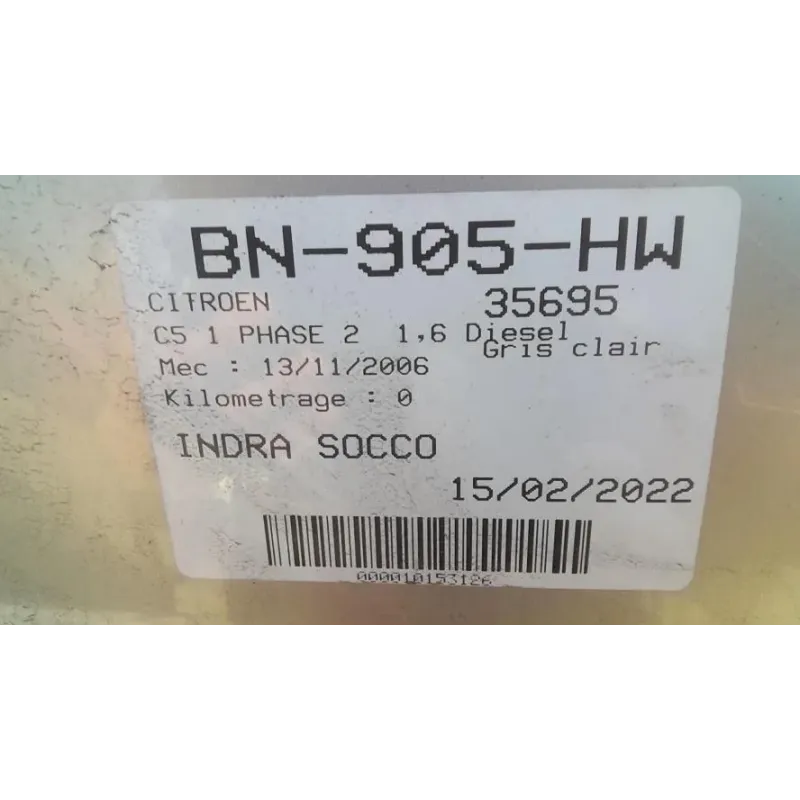 BN-905-HW
CITROEN 35695
C5 1 PHASE 2 1,6 Diesel
Gris clair
Mec : 13/11/2006
Kilometrage : 0
INDRA SOCCO
15/02/2022
000010153126